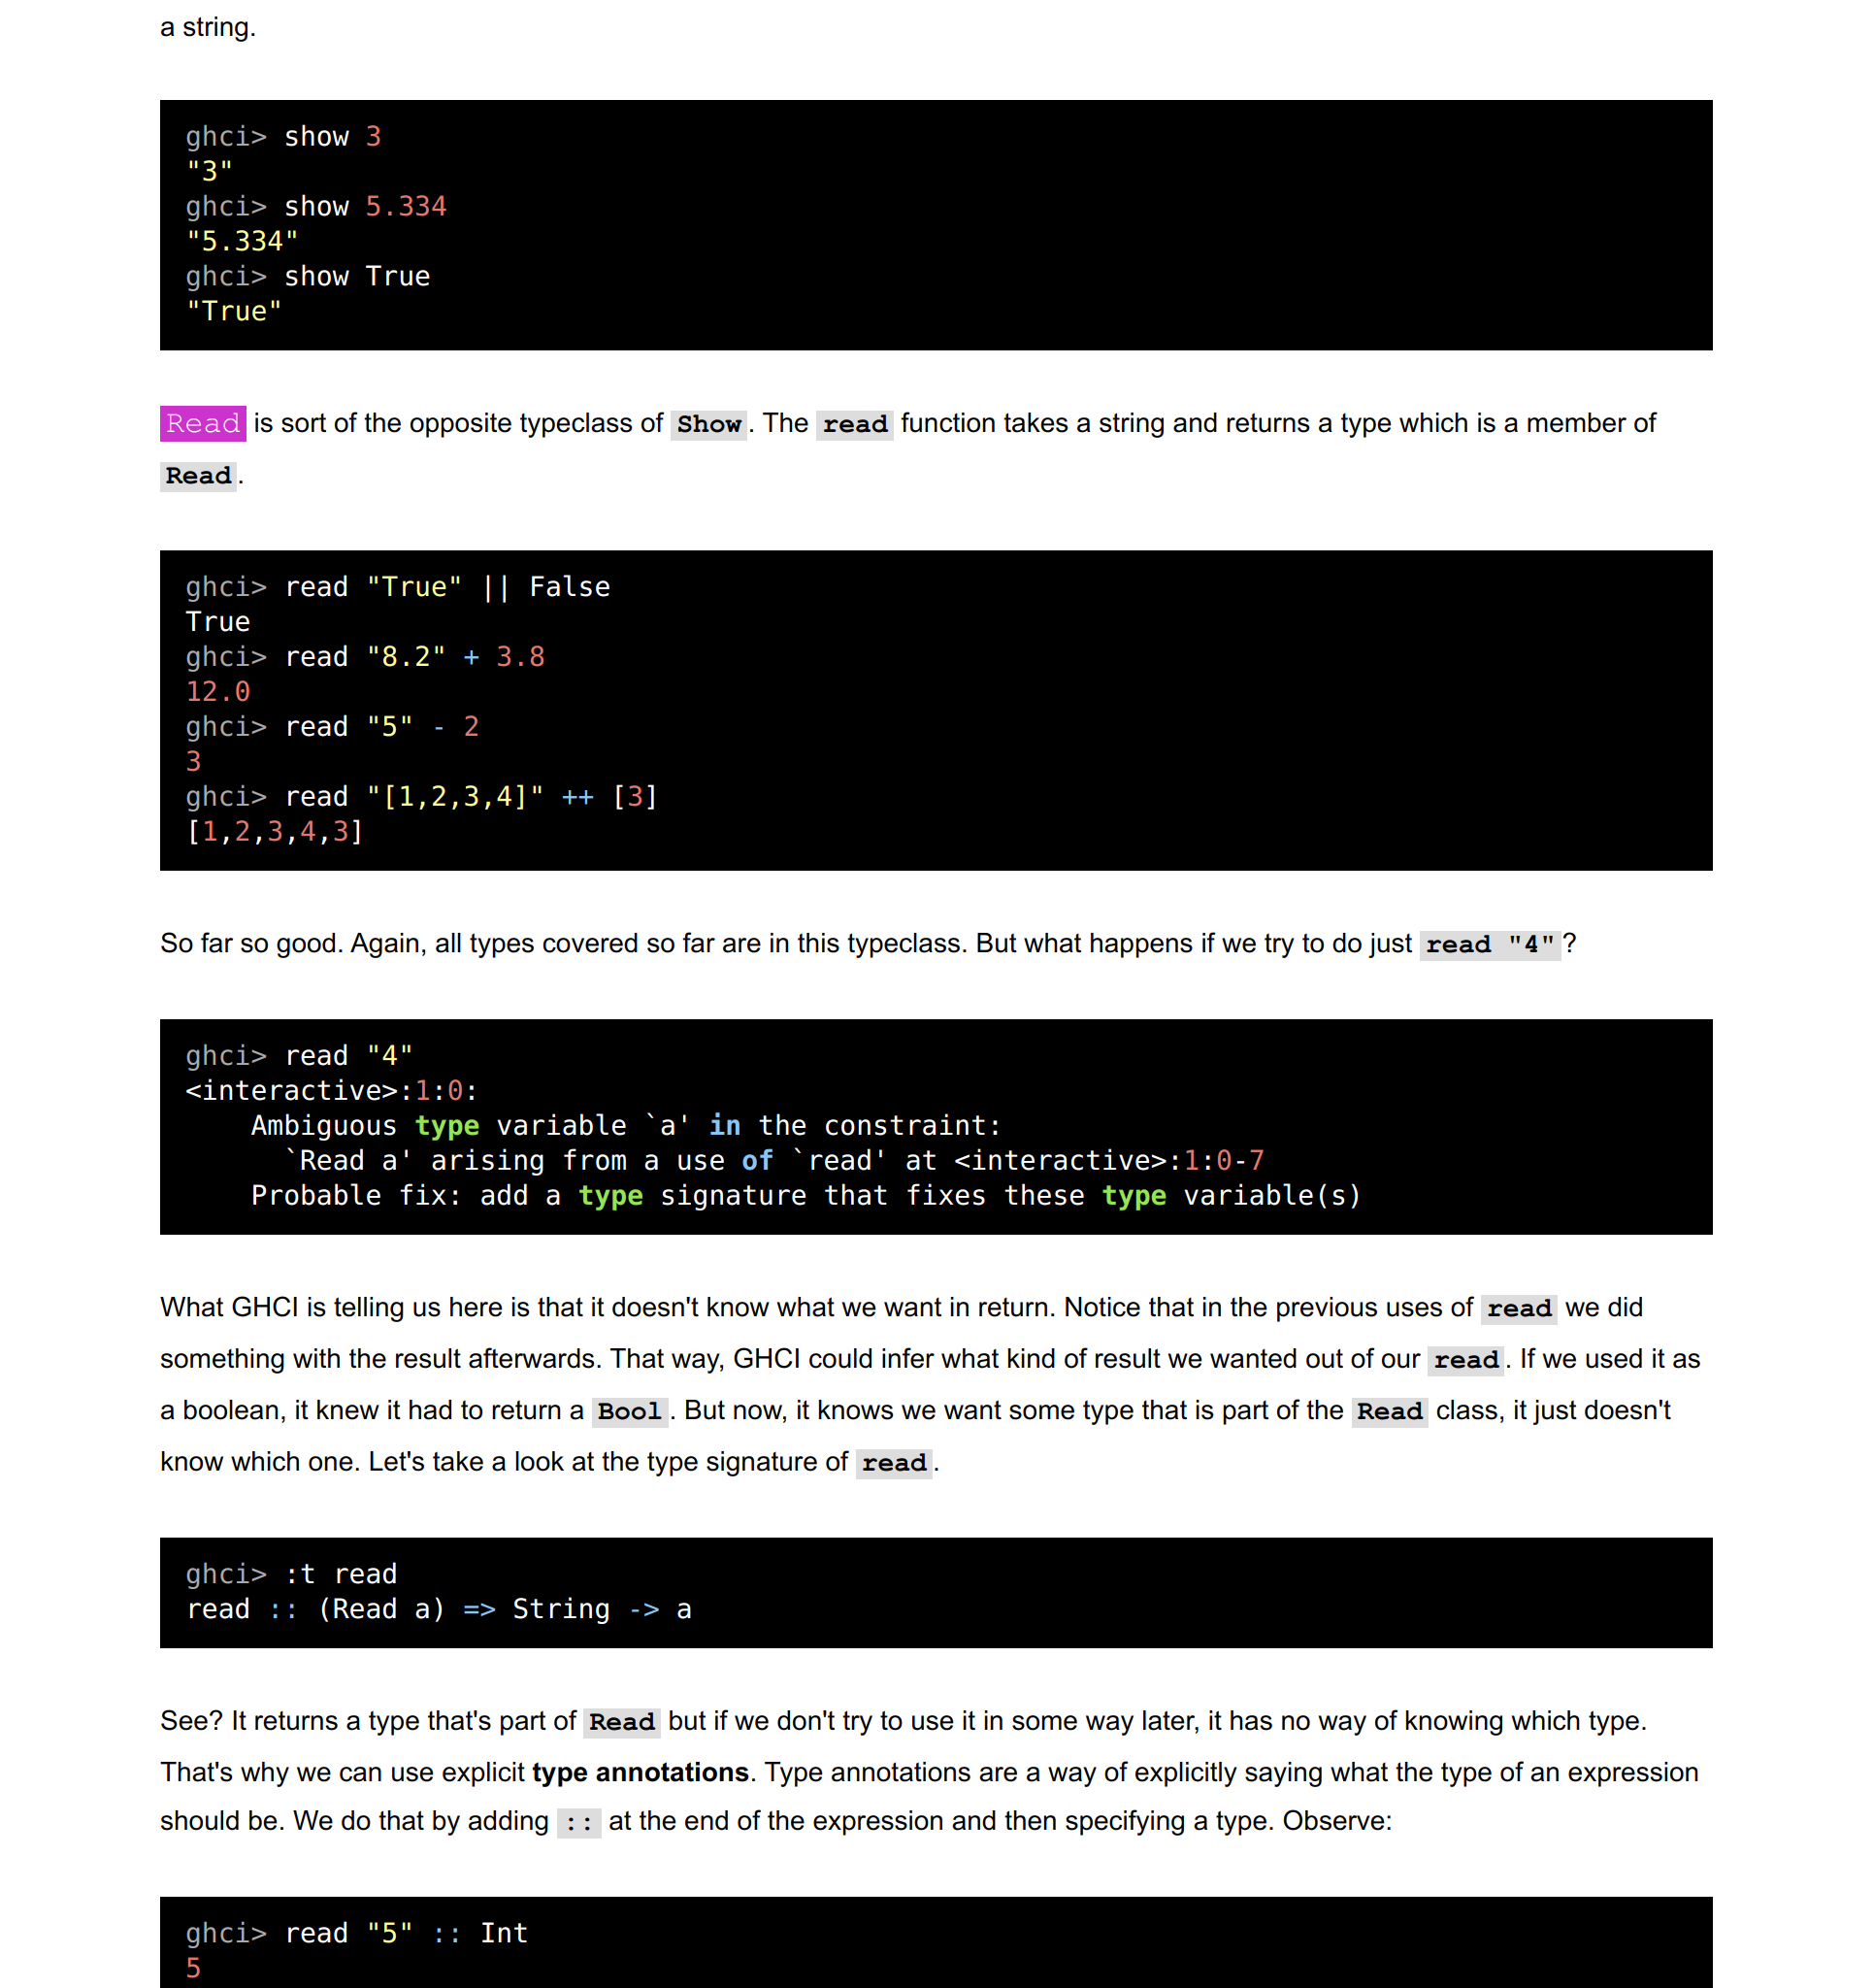 a string.
ghci> show 3
"3"
ghci> show 5.334
"5.334"
ghci> show True
"True"
Read is sort of the opposite typeclass of Show. The read function takes a string and returns a type which is a member of
Read.
ghci> read "True" || False
True
ghci> read "8.2" + 3.8
12.0
ghci> read "5" - 2
3
ghci> read "[1,2,3,4]" ++ [3]
[1,2,3,4,3]
So far so good. Again, all types covered so far are in this typeclass. But what happens if we try to do just read "4"?
ghci> read "4"
<interactive>:1:0:
    Ambiguous type variable `a' in the constraint:
      `Read a' arising from a use of `read' at <interactive>:1:0-7
    Probable fix: add a type signature that fixes these type variable(s)
What GHCI is telling us here is that it doesn't know what we want in return. Notice that in the previous uses of read we did
something with the result afterwards. That way, GHCI could infer what kind of result we wanted out of our read. If we used it as
a boolean, it knew it had to return a Bool. But now, it knows we want some type that is part of the Read class, it just doesn't
know which one. Let's take a look at the type signature of read.
ghci> :t read
read :: (Read a) => String -> a
See? It returns a type that's part of Read but if we don't try to use it in some way later, it has no way of knowing which type.
That's why we can use explicit type annotations. Type annotations are a way of explicitly saying what the type of an expression
should be. We do that by adding :: at the end of the expression and then specifying a type. Observe:
ghci> read "5" :: Int
5